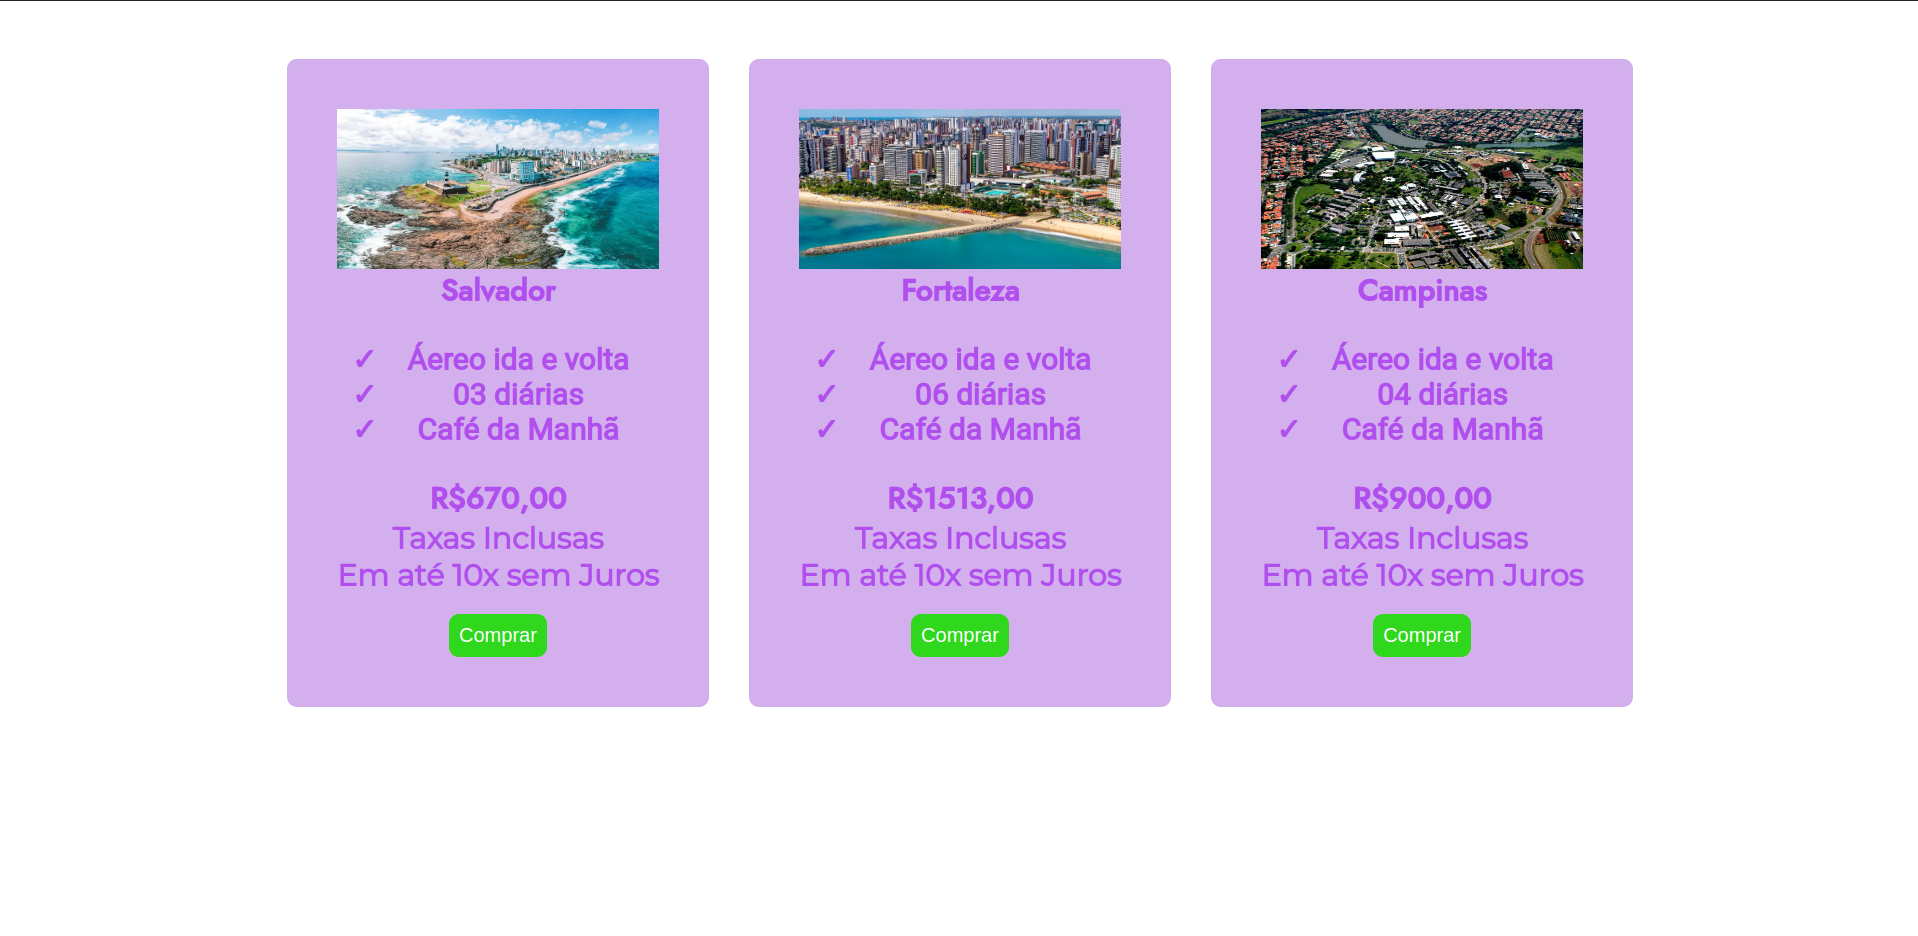 Salvador
✓ Áereo ida e volta
✓ 03 diárias
✓ Café da Manhã
R$670,00
Taxas Inclusas
Em até 10x sem Juros
Comprar
Fortaleza
✓ Áereo ida e volta
✓ 06 diárias
✓ Café da Manhã
R$1513,00
Taxas Inclusas
Em até 10x sem Juros
Comprar
Campinas
✓ Áereo ida e volta
✓ 04 diárias
✓ Café da Manhã
R$900,00
Taxas Inclusas
Em até 10x sem Juros
Comprar